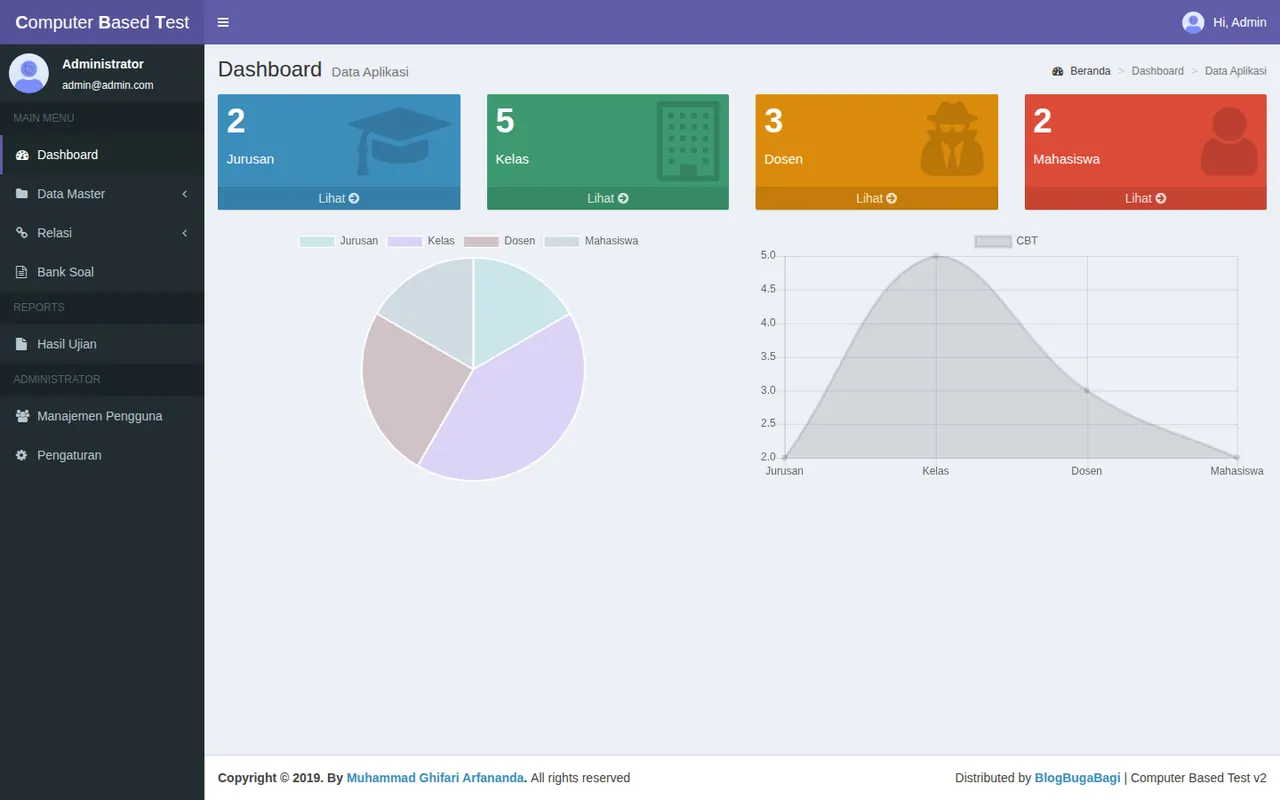 Computer Based Test
Hi, Admin
Administrator
admin@admin.com
MAIN MENU
Dashboard
Data Master
Relasi
Bank Soal
REPORTS
Hasil Ujian
ADMINISTRATOR
Manajemen Pengguna
Pengaturan
Dashboard Data Aplikasi
Beranda > Dashboard > Data Aplikasi
2
Jurusan
Lihat
5
Kelas
Lihat
3
Dosen
Lihat
2
Mahasiswa
Lihat
Jurusan Kelas Dosen Mahasiswa
CBT
5.0
4.5
4.0
3.5
3.0
2.5
2.0
Jurusan Kelas Dosen Mahasiswa
Copyright © 2019. By Muhammad Ghifari Arfananda. All rights reserved
Distributed by BlogBugaBagi | Computer Based Test v2